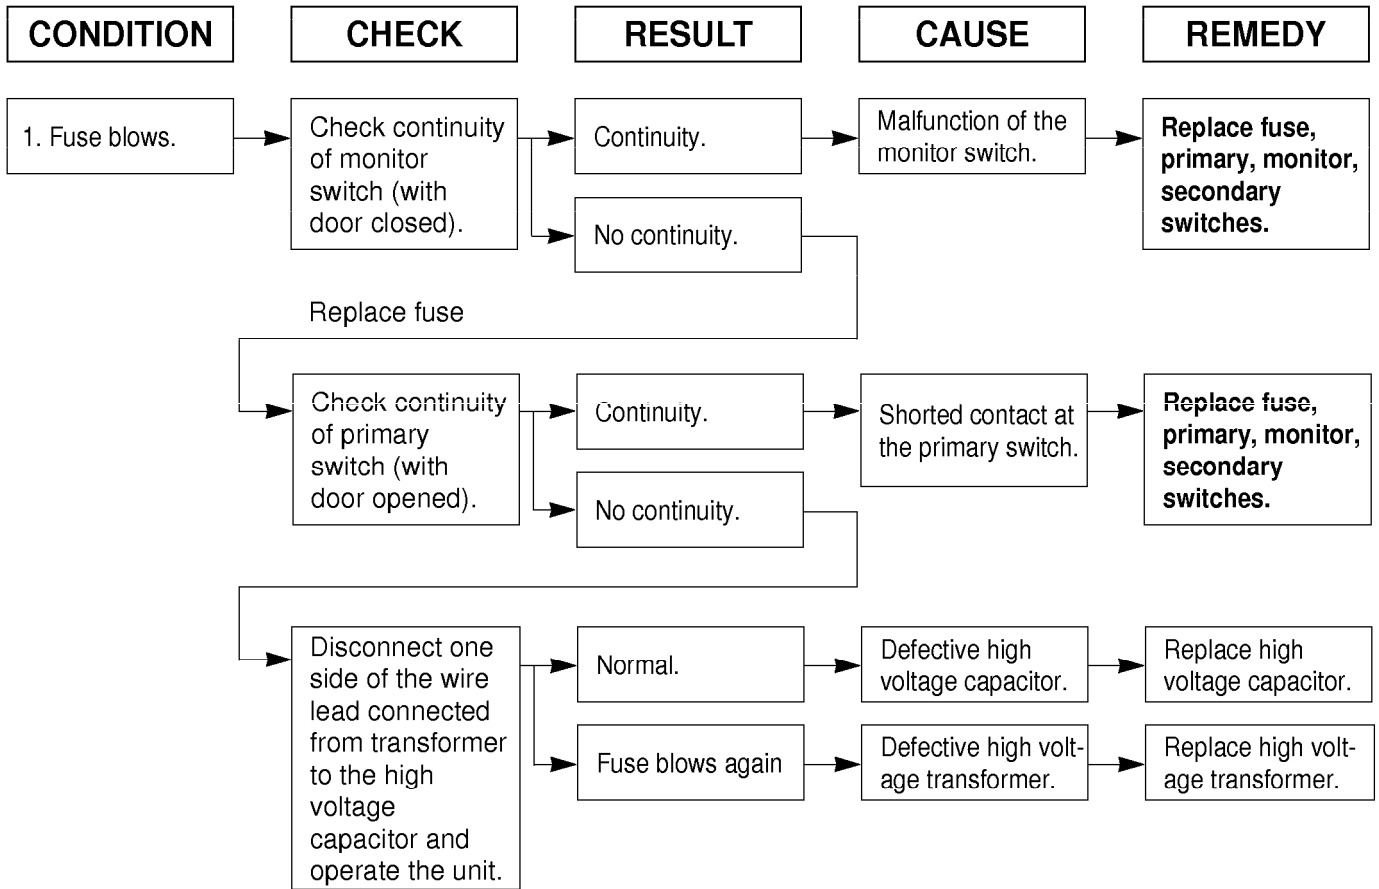 CONDITION
CHECK
RESULT
CAUSE
REMEDY
1. Fuse blows.
Check continuity
of monitor
switch (with
door closed).
Continuity.
Malfunction of the
monitor switch.
Replace fuse,
primary, monitor,
secondary
switches.
No continuity.
Replace fuse
Check continuity
of primary
switch (with
door opened).
Continuity.
Shorted contact at
the primary switch.
Replace fuse,
primary, monitor,
secondary
switches.
No continuity.
Disconnect one
side of the wire
lead connected
from transformer
to the high
voltage
capacitor and
operate the unit.
Normal.
Defective high
voltage capacitor.
Replace high
voltage capacitor.
Fuse blows again
Defective high volt-
age transformer.
Replace high volt-
age transformer.